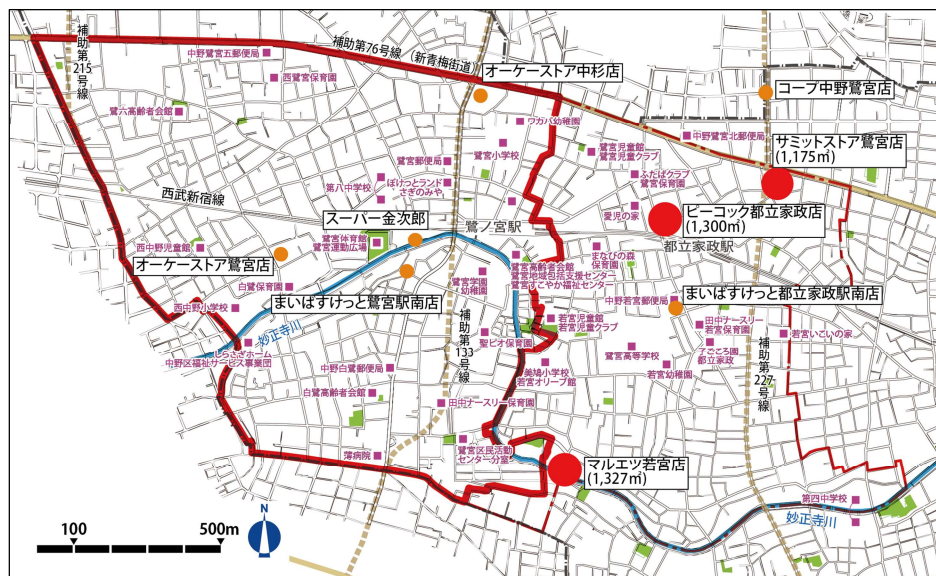 補助第
215
号線
中野鷺宮五郵便局
補助第76号線（新青梅街道）
オーケーストア中杉店
コープ中野鷺宮店
西鷺宮保育園
鷺六高齢者会館
ワカバ幼稚園
中野鷺宮北郵便局
サミットストア鷺宮店
(1,175㎡)
鷺宮郵便局
鷺宮小学校
鷺宮児童館
鷺宮児童クラブ
第八中学校
ぽけっとランド
さぎのみや
ふたばクラブ
鷺宮保育園
西武新宿線
愛児の家
ピーコック都立家政店
(1,300㎡)
スーパー金次郎
鷺ノ宮駅
都立家政駅
西中野児童館
鷺宮体育館
鷺宮運動広場
オーケーストア鷺宮店
まなびの森
保育園
鷺宮高齢者会館
鷺宮地域包括支援センター
鷺宮すこやか福祉センター
白鷺保育園
まいばすけっと鷺宮駅南店
鷺宮学園
幼稚園
中野若宮郵便局
まいばすけっと都立家政駅南店
西中野小学校
若宮児童館
若宮児童クラブ
田中ナースリー
若宮保育園
若宮いこいの家
妙正寺川
補助第
133
号線
聖ピオ保育園
しらさぎホーム
中野区福祉サービス事業団
鷺宮高等学校
了ごころ園
都立家政
補助第
227
号線
中野白鷺郵便局
美鳩小学校
若宮オリーブ館
若宮幼稚園
白鷺高齢者会館
田中ナースリー保育園
鷺宮区民活動
センター分室
薄病院
マルエツ若宮店
(1,327㎡)
第四中学校
妙正寺川
100
500m
N